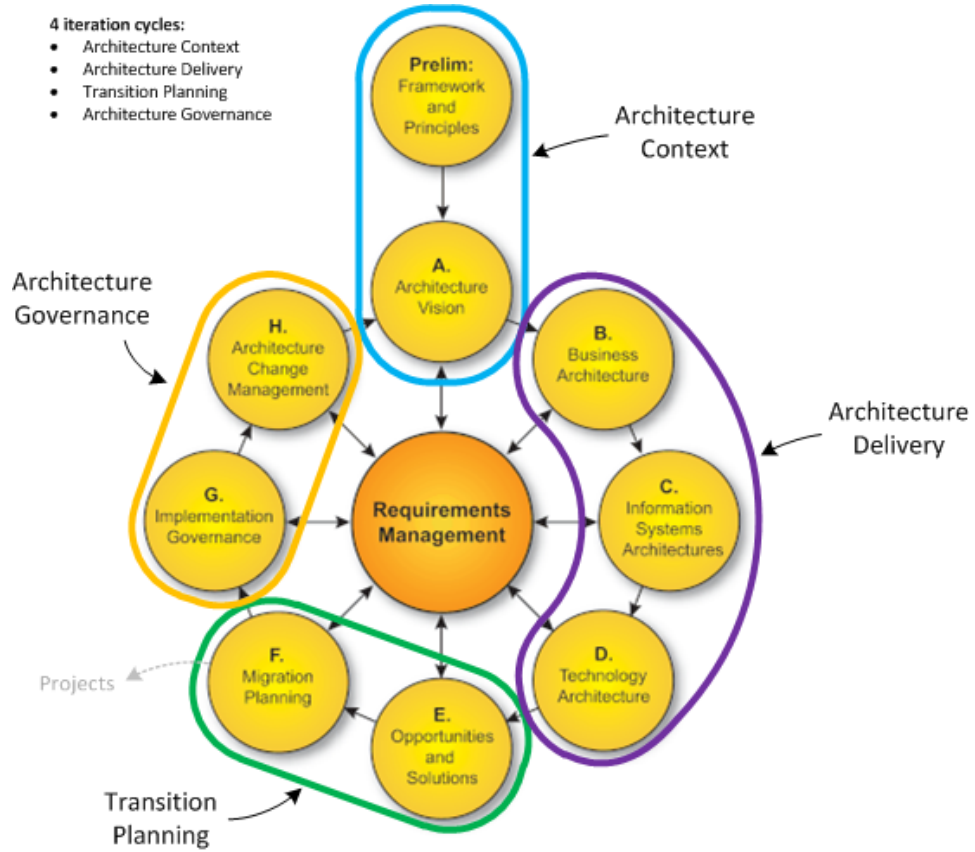 4 iteration cycles:
• Architecture Context
• Architecture Delivery
• Transition Planning
• Architecture Governance
Prelim:
Framework
and
Principles
Architecture
Context
A.
Architecture
Vision
Architecture
Governance
H.
Architecture
Change
Management
B.
Business
Architecture
Architecture
Delivery
G.
Implementation
Governance
Requirements
Management
C.
Information
Systems
Architectures
F.
Migration
Planning
Projects
E.
Opportunities
and
Solutions
D.
Technology
Architecture
Transition
Planning